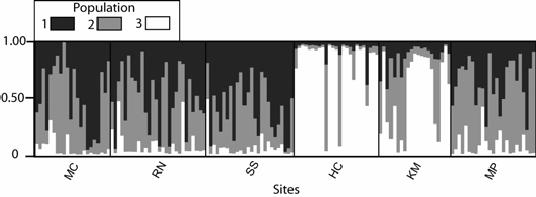 Population
1 2 3
1.00
0.50
0
MC RN SS HC KM MP
Sites